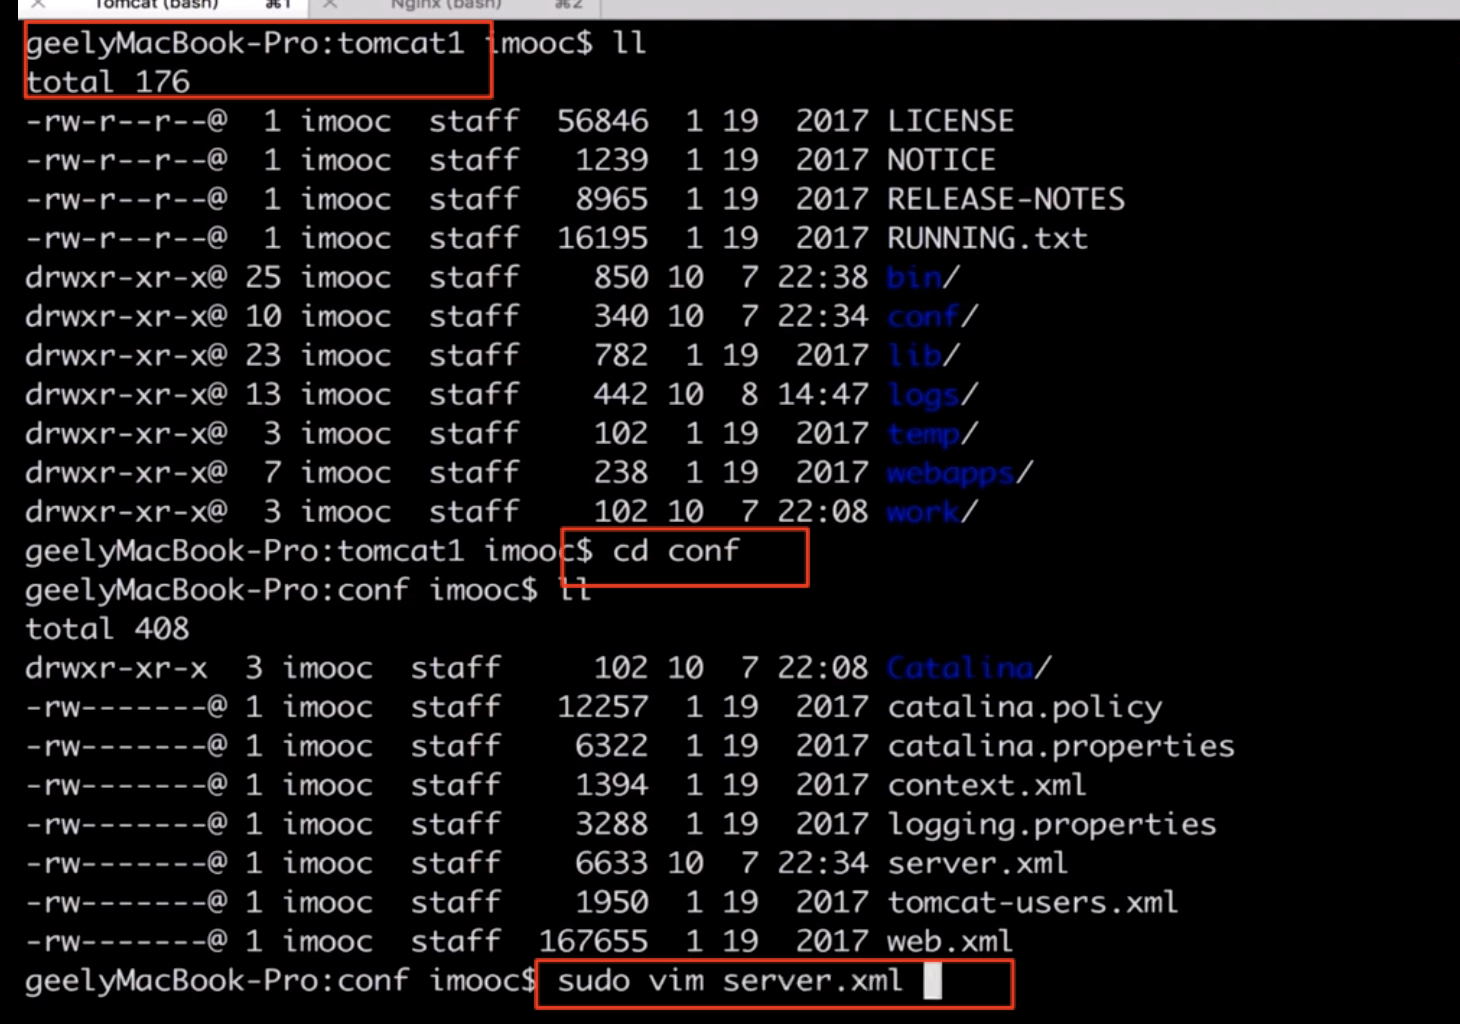 Tomcat (bash) ⌘1 Nginx (bash) ⌘2
geelyMacBook-Pro:tomcat1 imooc$ ll
total 176
-rw-r--r--@  1 imooc  staff   56846  1 19  2017 LICENSE
-rw-r--r--@  1 imooc  staff    1239  1 19  2017 NOTICE
-rw-r--r--@  1 imooc  staff    8965  1 19  2017 RELEASE-NOTES
-rw-r--r--@  1 imooc  staff   16195  1 19  2017 RUNNING.txt
drwxr-xr-x@ 25 imooc  staff     850 10  7 22:38 bin/
drwxr-xr-x@ 10 imooc  staff     340 10  7 22:34 conf/
drwxr-xr-x@ 23 imooc  staff     782  1 19  2017 lib/
drwxr-xr-x@ 13 imooc  staff     442 10  8 14:47 logs/
drwxr-xr-x@  3 imooc  staff     102  1 19  2017 temp/
drwxr-xr-x@  7 imooc  staff     238  1 19  2017 webapps/
drwxr-xr-x@  3 imooc  staff     102 10  7 22:08 work/
geelyMacBook-Pro:tomcat1 imooc$ cd conf
geelyMacBook-Pro:conf imooc$ ll
total 408
drwxr-xr-x  3 imooc  staff     102 10  7 22:08 Catalina/
-rw-------@ 1 imooc  staff   12257  1 19  2017 catalina.policy
-rw-------@ 1 imooc  staff    6322  1 19  2017 catalina.properties
-rw-------@ 1 imooc  staff    1394  1 19  2017 context.xml
-rw-------@ 1 imooc  staff    3288  1 19  2017 logging.properties
-rw-------@ 1 imooc  staff    6633 10  7 22:34 server.xml
-rw-------@ 1 imooc  staff    1950  1 19  2017 tomcat-users.xml
-rw-------@ 1 imooc  staff  167655  1 19  2017 web.xml
geelyMacBook-Pro:conf imooc$ sudo vim server.xml